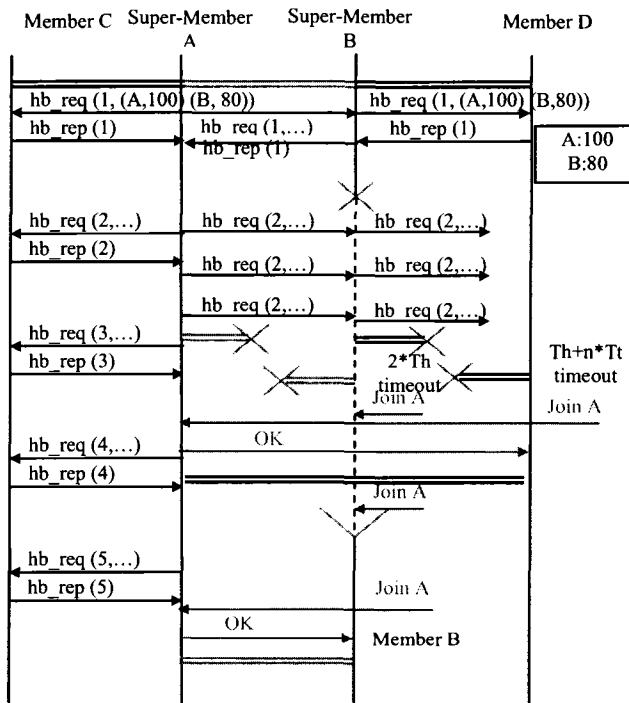 Member C
Super-Member A
Super-Member B
Member D
hb_req (1, (A,100) (B, 80))
hb_req (1, (A,100) (B,80))
hb_rep (1)
hb_req (1,...)
hb_rep (1)
hb_rep (1)
A:100
B:80
hb_req (2,...)
hb_req (2,...)
hb_req (2,...)
hb_rep (2)
hb_req (2,...)
hb_req (2,...)
hb_req (2,...)
hb_req (2,...)
hb_req (3,...)
hb_rep (3)
2*Th
timeout
Th+n*Tt
timeout
Join A
Join A
OK
hb_req (4,...)
hb_rep (4)
Join A
hb_req (5,...)
hb_rep (5)
Join A
OK
Member B